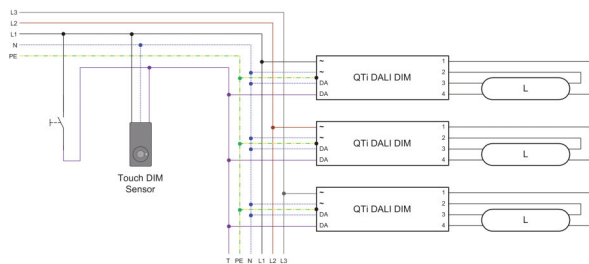 L3
L2
L1
N
PE
~
~
DA
DA
QTi DALI DIM
1
2
3
4
L
~
~
DA
DA
QTi DALI DIM
1
2
3
4
L
~
~
DA
DA
QTi DALI DIM
1
2
3
4
L
Touch DIM
Sensor
T PE N L1 L2 L3